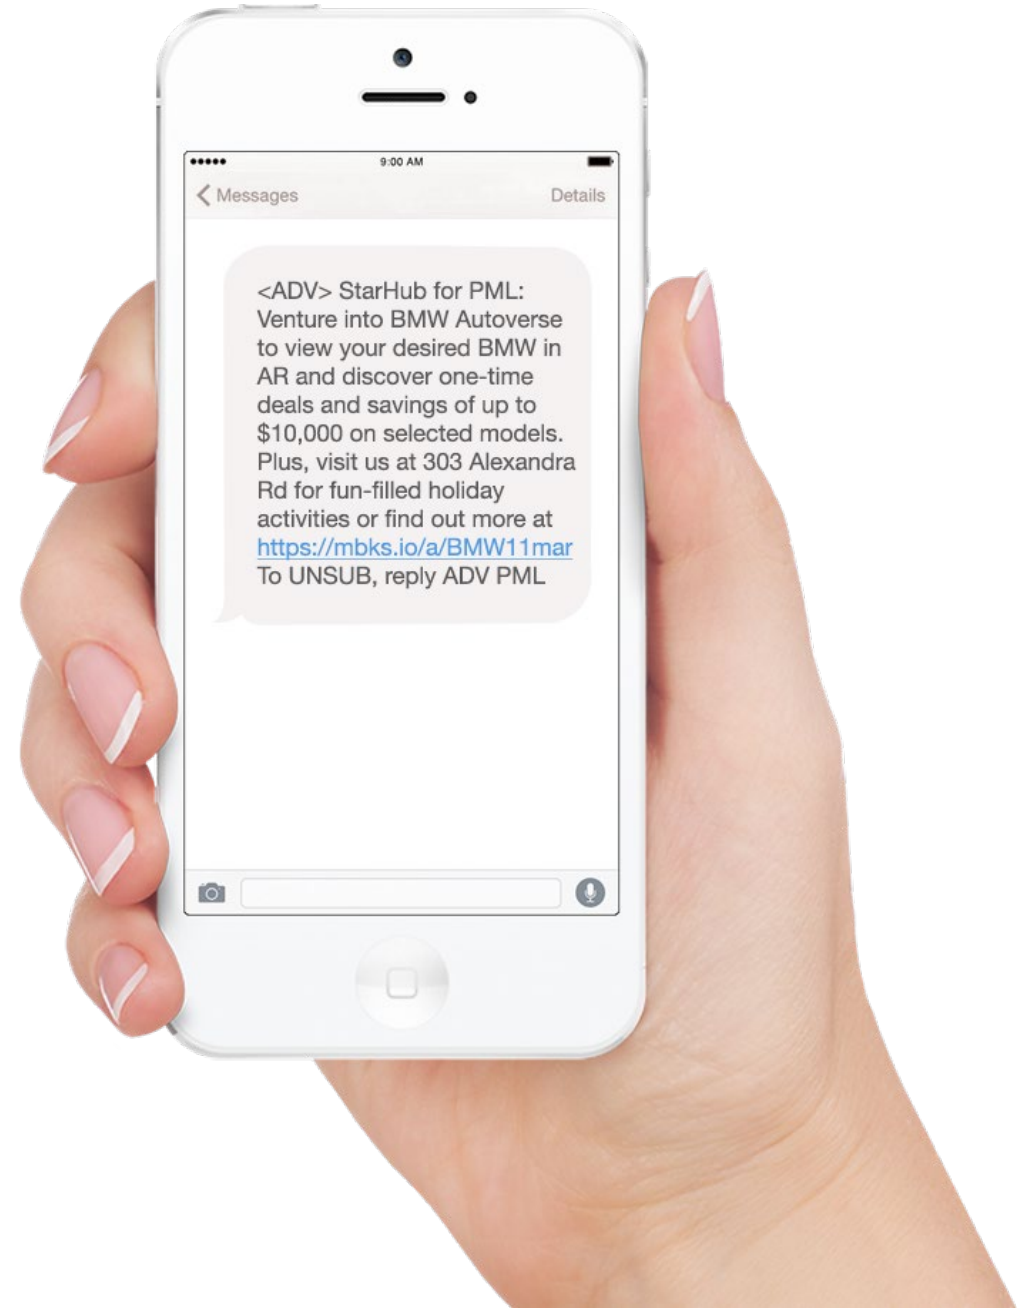 9:00 AM
Messages
Details
<ADV> StarHub for PML:
Venture into BMW Autoverse
to view your desired BMW in
AR and discover one-time
deals and savings of up to
$10,000 on selected models.
Plus, visit us at 303 Alexandra
Rd for fun-filled holiday
activities or find out more at
https://mbks.io/a/BMW11mar
To UNSUB, reply ADV PML